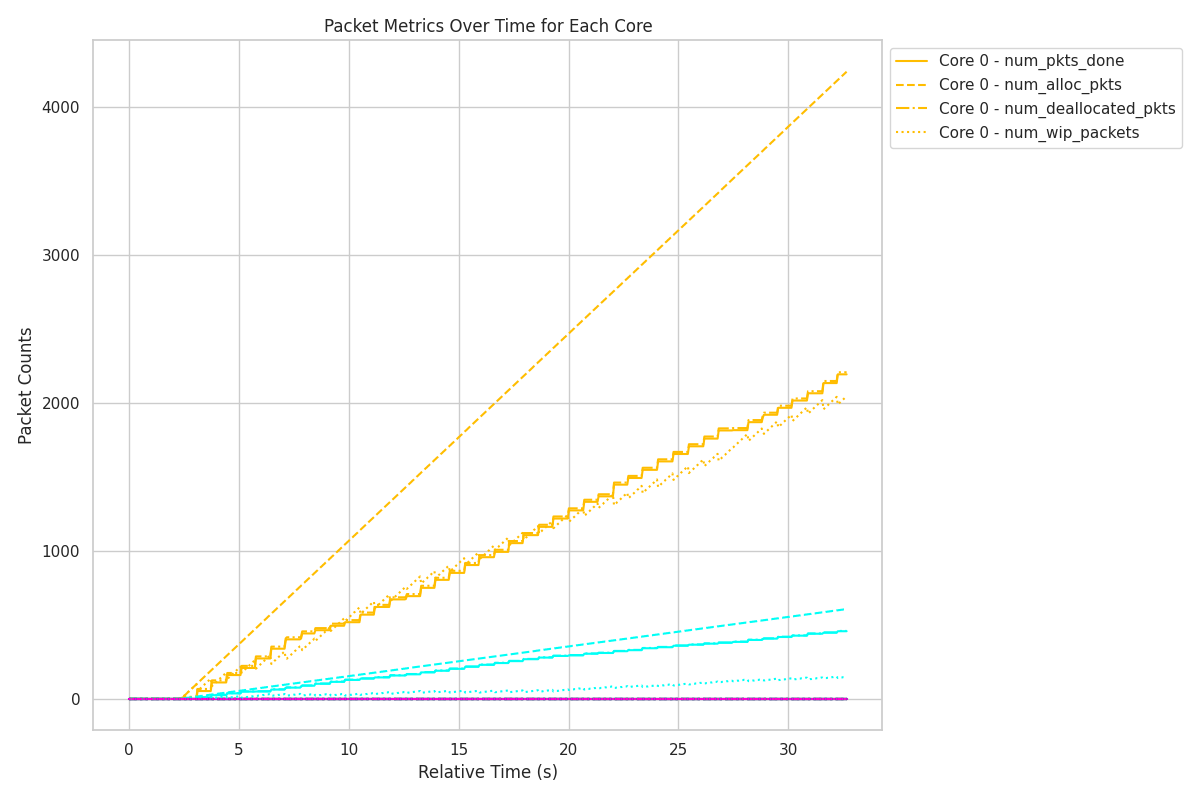 Packet Metrics Over Time for Each Core
Core 0 - num_pkts_done
Core 0 - num_alloc_pkts
Core 0 - num_deallocated_pkts
Core 0 - num_wip_packets
Packet Counts
4000
3000
2000
1000
0
0 5 10 15 20 25 30
Relative Time (s)